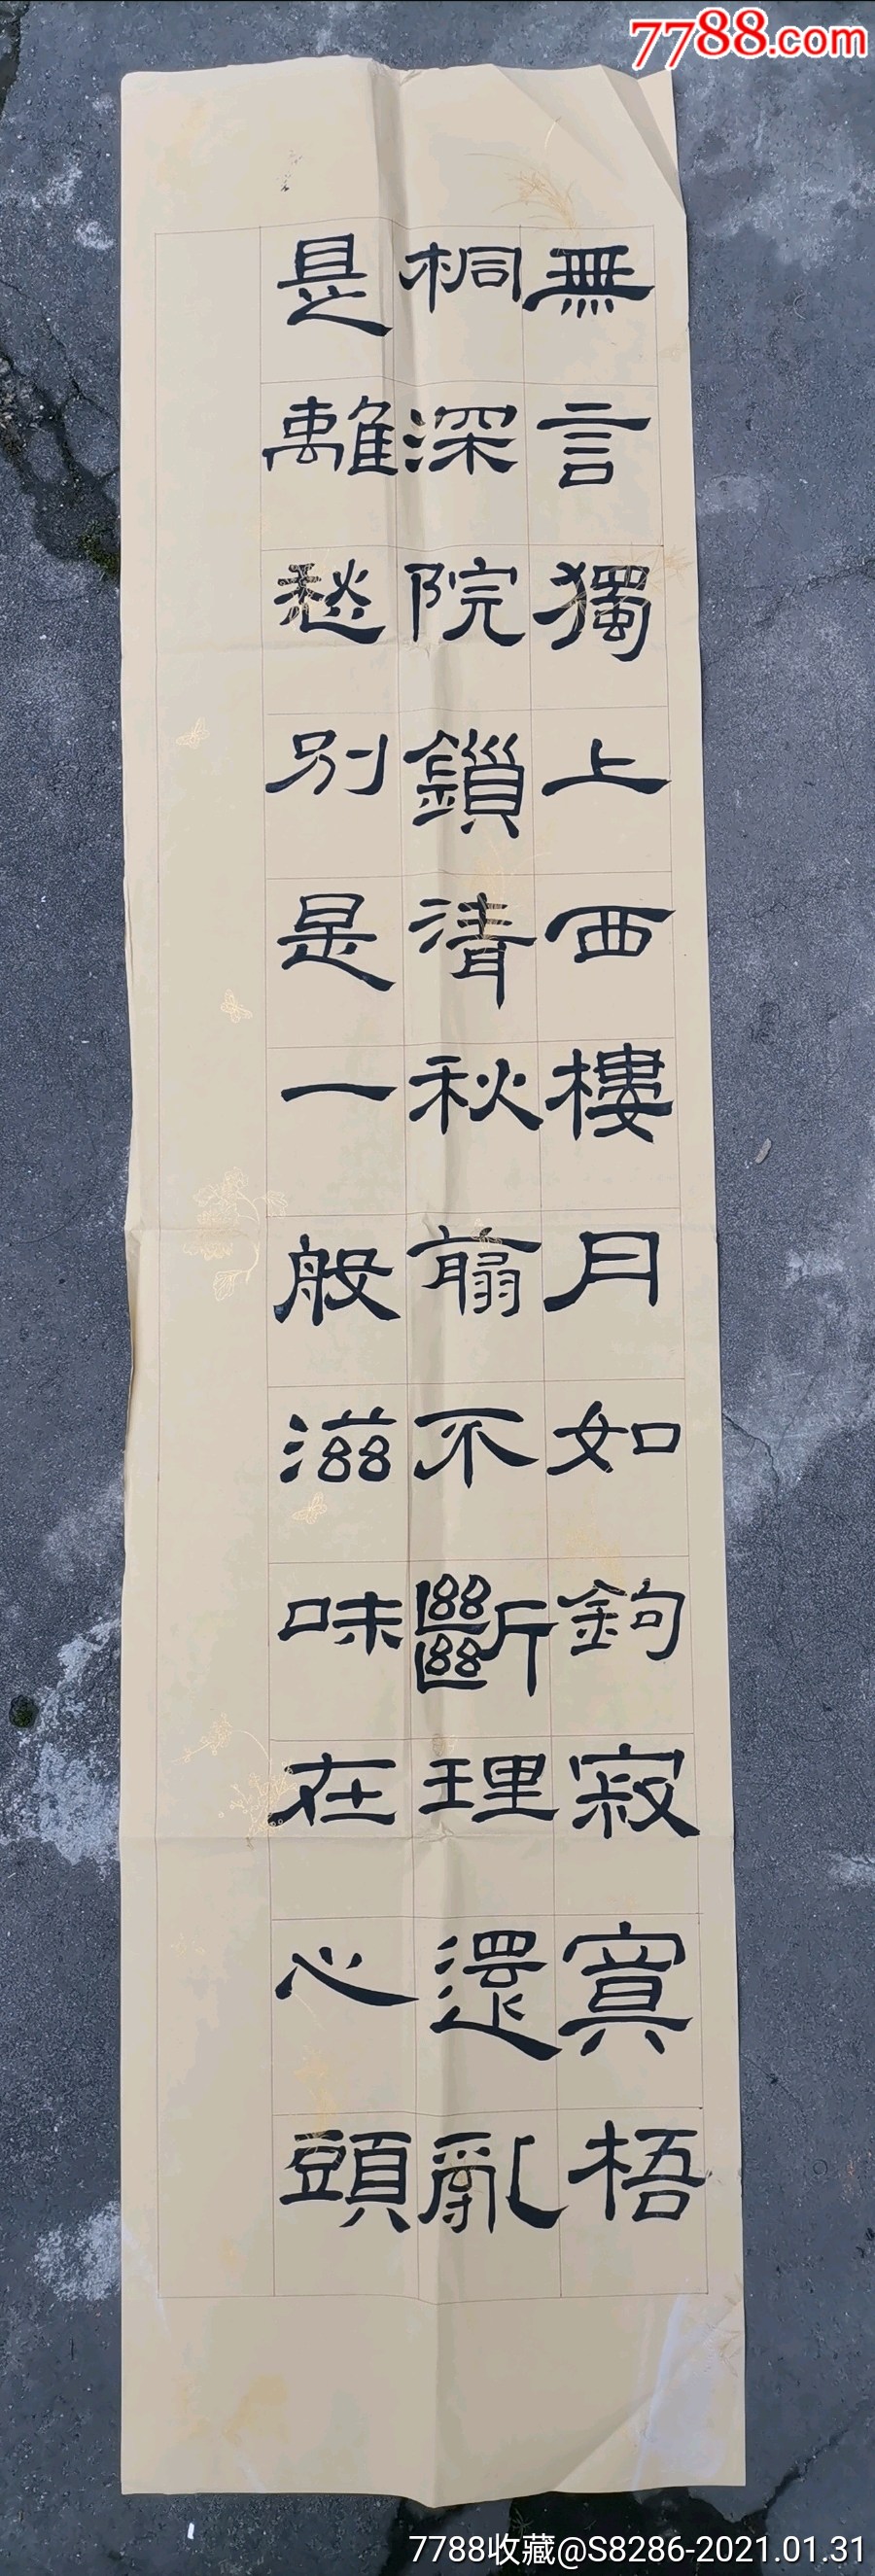 7788.com
無言獨上西樓月如鉤寂寞梧
桐深院鎖清秋翦不斷理還亂
是離愁別是一般滋味在心頭
7788收藏@S8286-2021.01.31